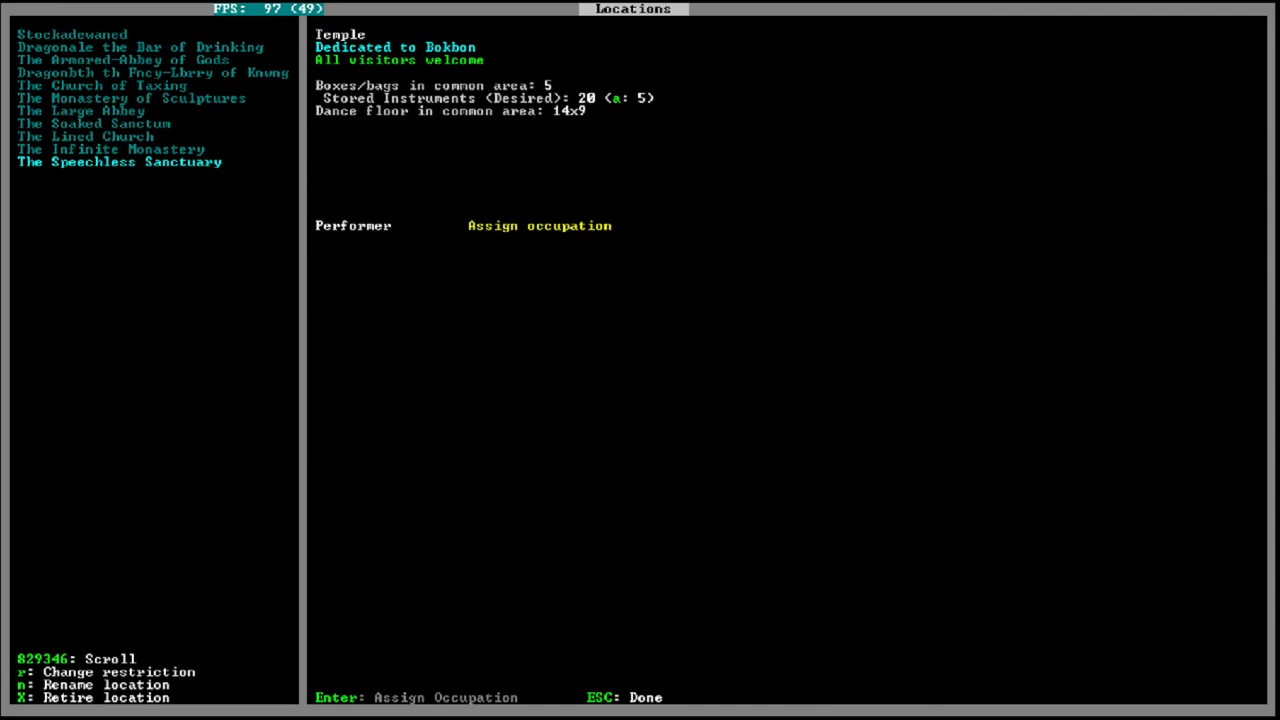 FPS: 97 (49)
Locations
Stockadewaned
Dragonale the Bar of Drinking
The Armored-Abbey of Gods
Dragonbth th Fncy-Lbrry of Knwng
The Church of Taxing
The Monastery of Sculptures
The Large Abbey
The Soaked Sanctum
The Lined Church
The Infinite Monastery
The Speechless Sanctuary
Temple
Dedicated to Bokbon
All visitors welcome
Boxes/bags in common area: 5
Stored Instruments (Desired): 20 (a: 5)
Dance floor in common area: 14x9
Performer Assign occupation
829346: Scroll
r: Change restriction
n: Rename location
X: Retire location
Enter: Assign Occupation ESC: Done